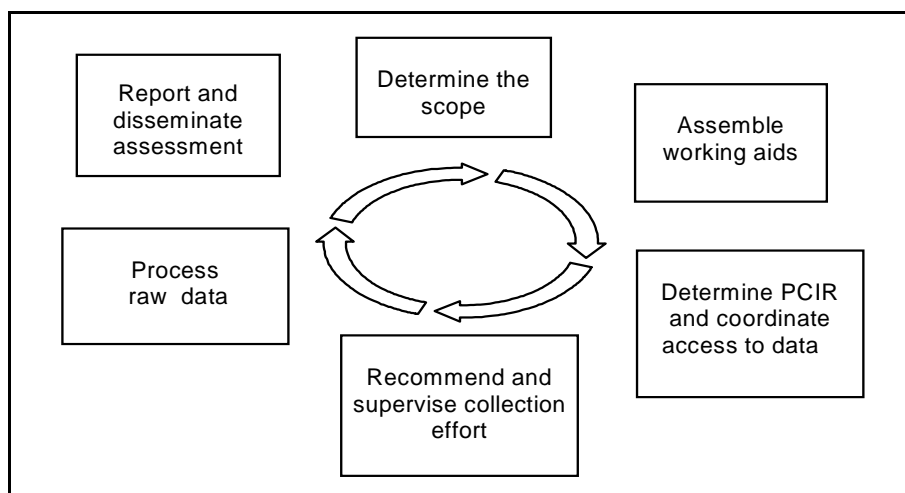 Determine the
scope
Assemble
working aids
Determine PCIR
and coordinate
access to data
Recommend and
supervise collection
effort
Process
raw data
Report and
disseminate
assessment